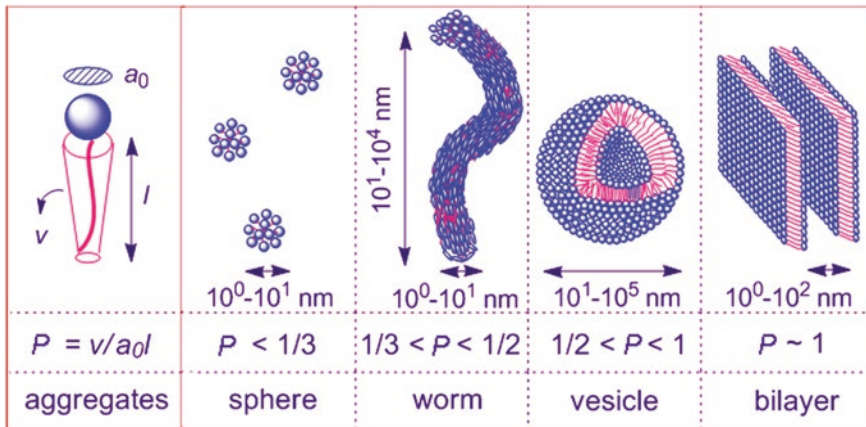 a₀
v
l
10⁰-10¹ nm
10¹-10⁴ nm
10⁰-10¹ nm
10¹-10⁵ nm
10⁰-10² nm
P = v/a₀l
P < 1/3
1/3 < P < 1/2
1/2 < P < 1
P ~ 1
aggregates
sphere
worm
vesicle
bilayer